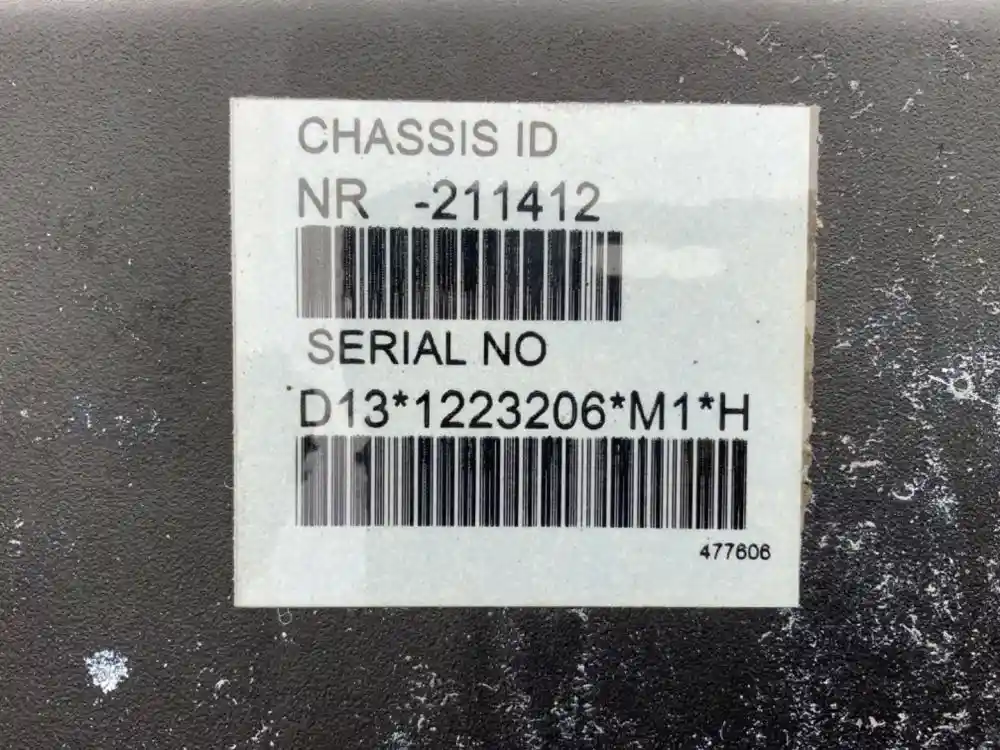 CHASSIS ID
NR -211412
SERIAL NO
D13*1223206*M1*H
477606